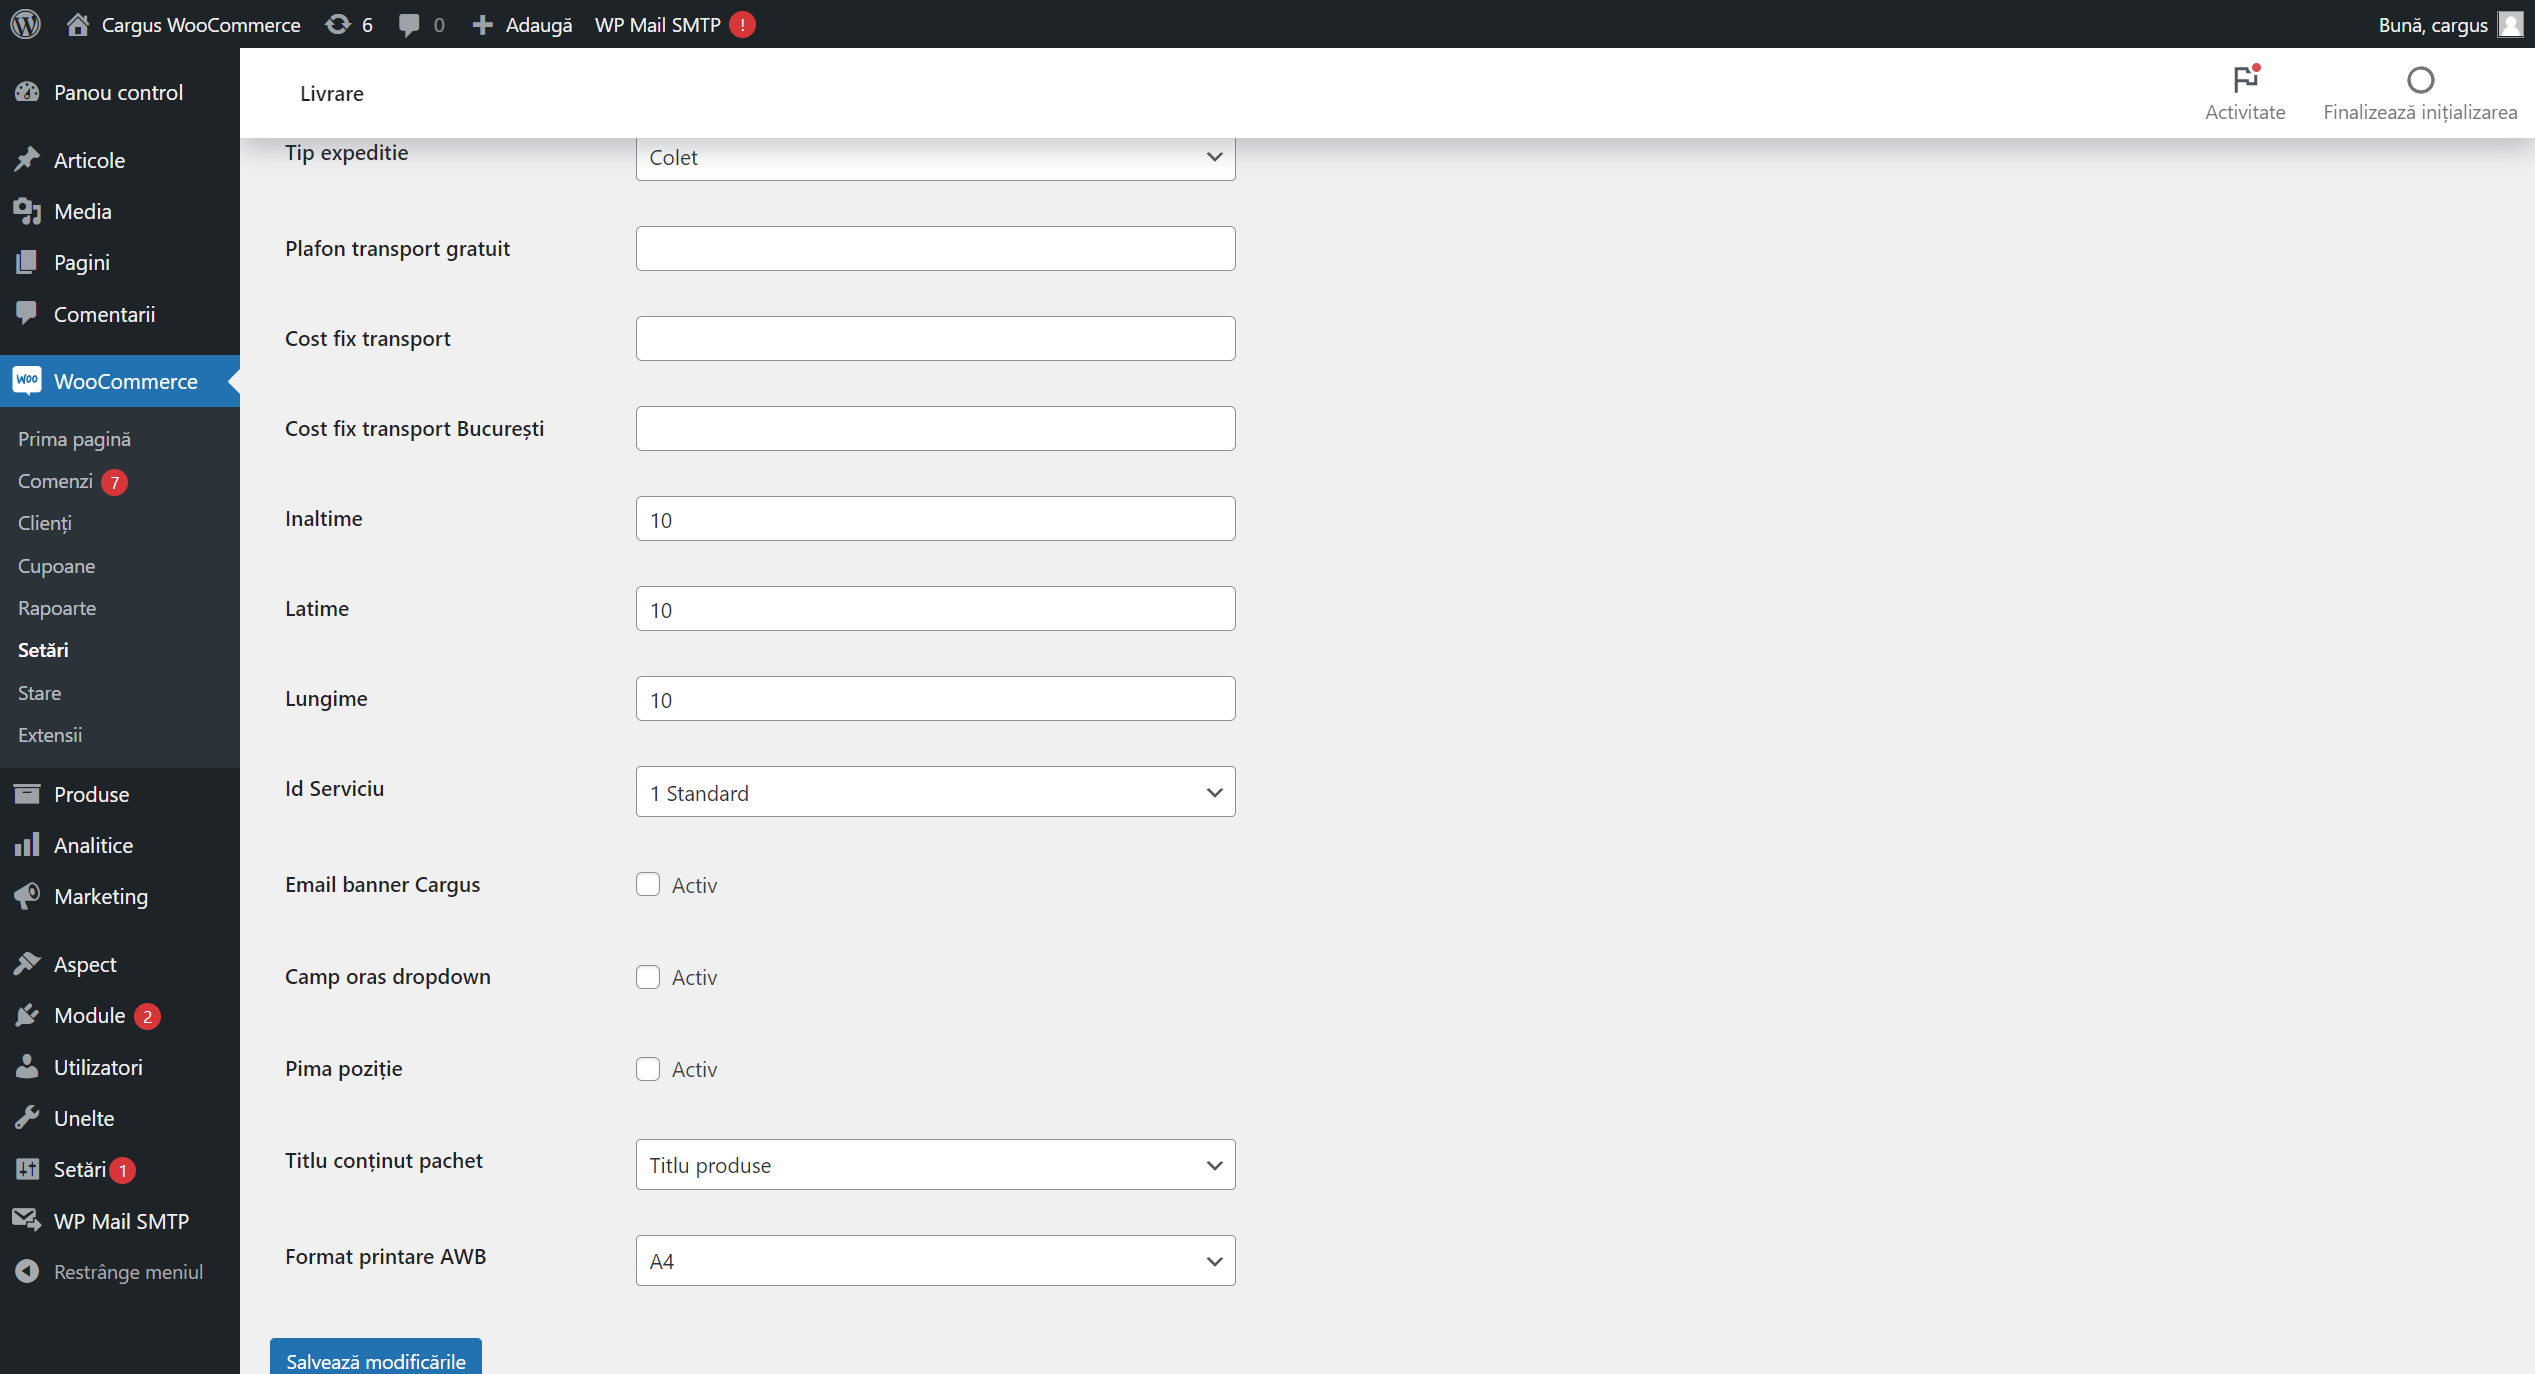 Cargus WooCommerce 6 0 Adaugă WP Mail SMTP ! Bună, cargus
Panou control
Articole
Media
Pagini
Comentarii
Woo WooCommerce
Prima pagină
Comenzi 7
Clienți
Cupoane
Rapoarte
Setări
Stare
Extensii
Produse
Analitice
Marketing
Aspect
Module 2
Utilizatori
Unelte
Setări 1
WP Mail SMTP
Restrânge meniul
Livrare
Activitate
Finalizează inițializarea
Tip expeditie Colet
Plafon transport gratuit
Cost fix transport
Cost fix transport București
Inaltime 10
Latime 10
Lungime 10
Id Serviciu 1 Standard
Email banner Cargus Activ
Camp oras dropdown Activ
Pima poziție Activ
Titlu conținut pachet Titlu produse
Format printare AWB A4
Salvează modificările